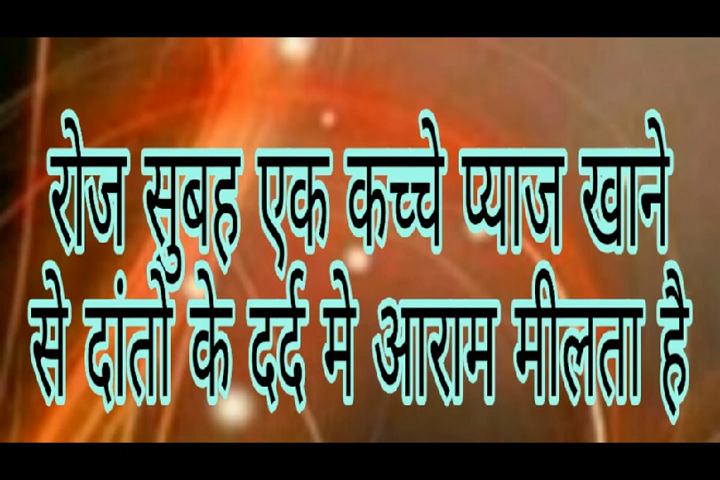 रोज सुबह एक कच्चे प्याज खाने
से दांतो के दर्द मे आराम मीलता है